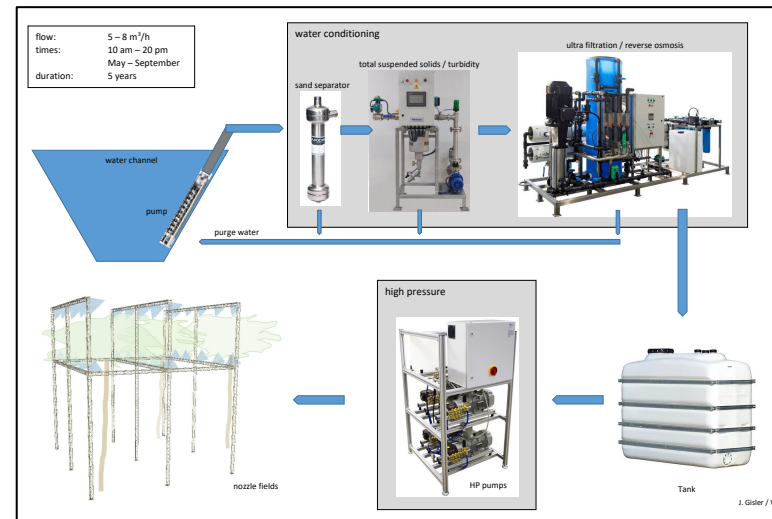 flow: 5 – 8 m³/h
times: 10 am – 20 pm
May – September
duration: 5 years
water conditioning
ultra filtration / reverse osmosis
total suspended solids / turbidity
sand separator
water channel
pump
purge water
high pressure
nozzle fields
HP pumps
Tank
J. Gisler /